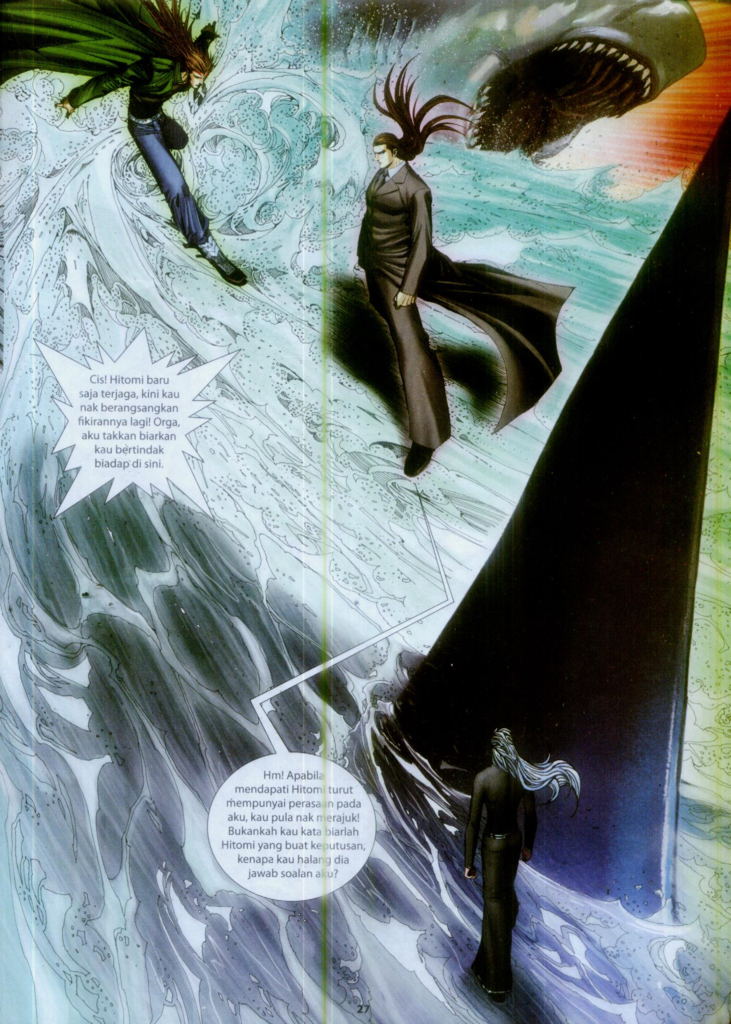 Cis! Hitomi baru
saja terjaga, kini kau
nak berangsangkan
fikirannya lagi! Orga,
aku takkan biarkan
kau bertindak
biadap di sini.
Hm! Apabila
mendapati Hitomi turut
mempunyai perasaan pada
aku, kau pula nak merajuk!
Bukankah kau kata biarlah
Hitomi yang buat keputusan,
kenapa kau halang dia
jawab soalan aku?
27